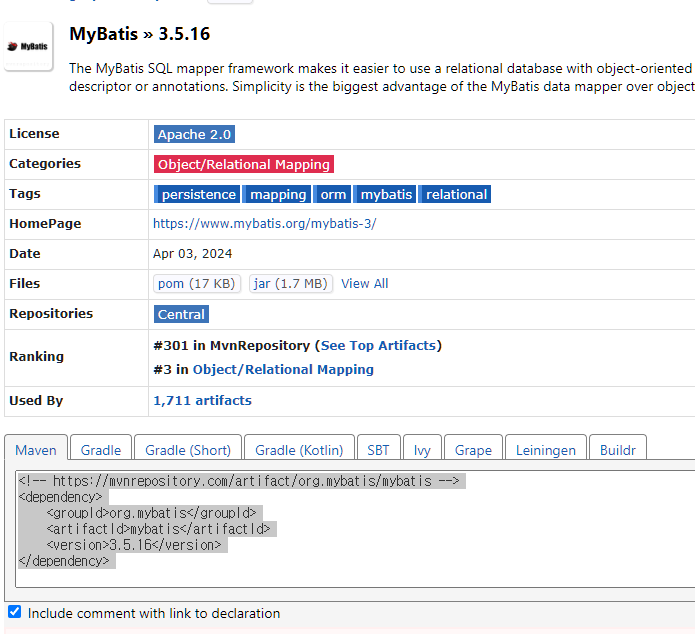 MyBatis
MyBatis » 3.5.16
The MyBatis SQL mapper framework makes it easier to use a relational database with object-oriented
descriptor or annotations. Simplicity is the biggest advantage of the MyBatis data mapper over object
License Apache 2.0
Categories Object/Relational Mapping
Tags persistence mapping orm mybatis relational
HomePage https://www.mybatis.org/mybatis-3/
Date Apr 03, 2024
Files pom (17 KB) jar (1.7 MB) View All
Repositories Central
Ranking #301 in MvnRepository (See Top Artifacts)
#3 in Object/Relational Mapping
Used By 1,711 artifacts
Maven Gradle Gradle (Short) Gradle (Kotlin) SBT Ivy Grape Leiningen Buildr
<!-- https://mvnrepository.com/artifact/org.mybatis/mybatis -->
<dependency>
    <groupId>org.mybatis</groupId>
    <artifactId>mybatis</artifactId>
    <version>3.5.16</version>
</dependency>
Include comment with link to declaration